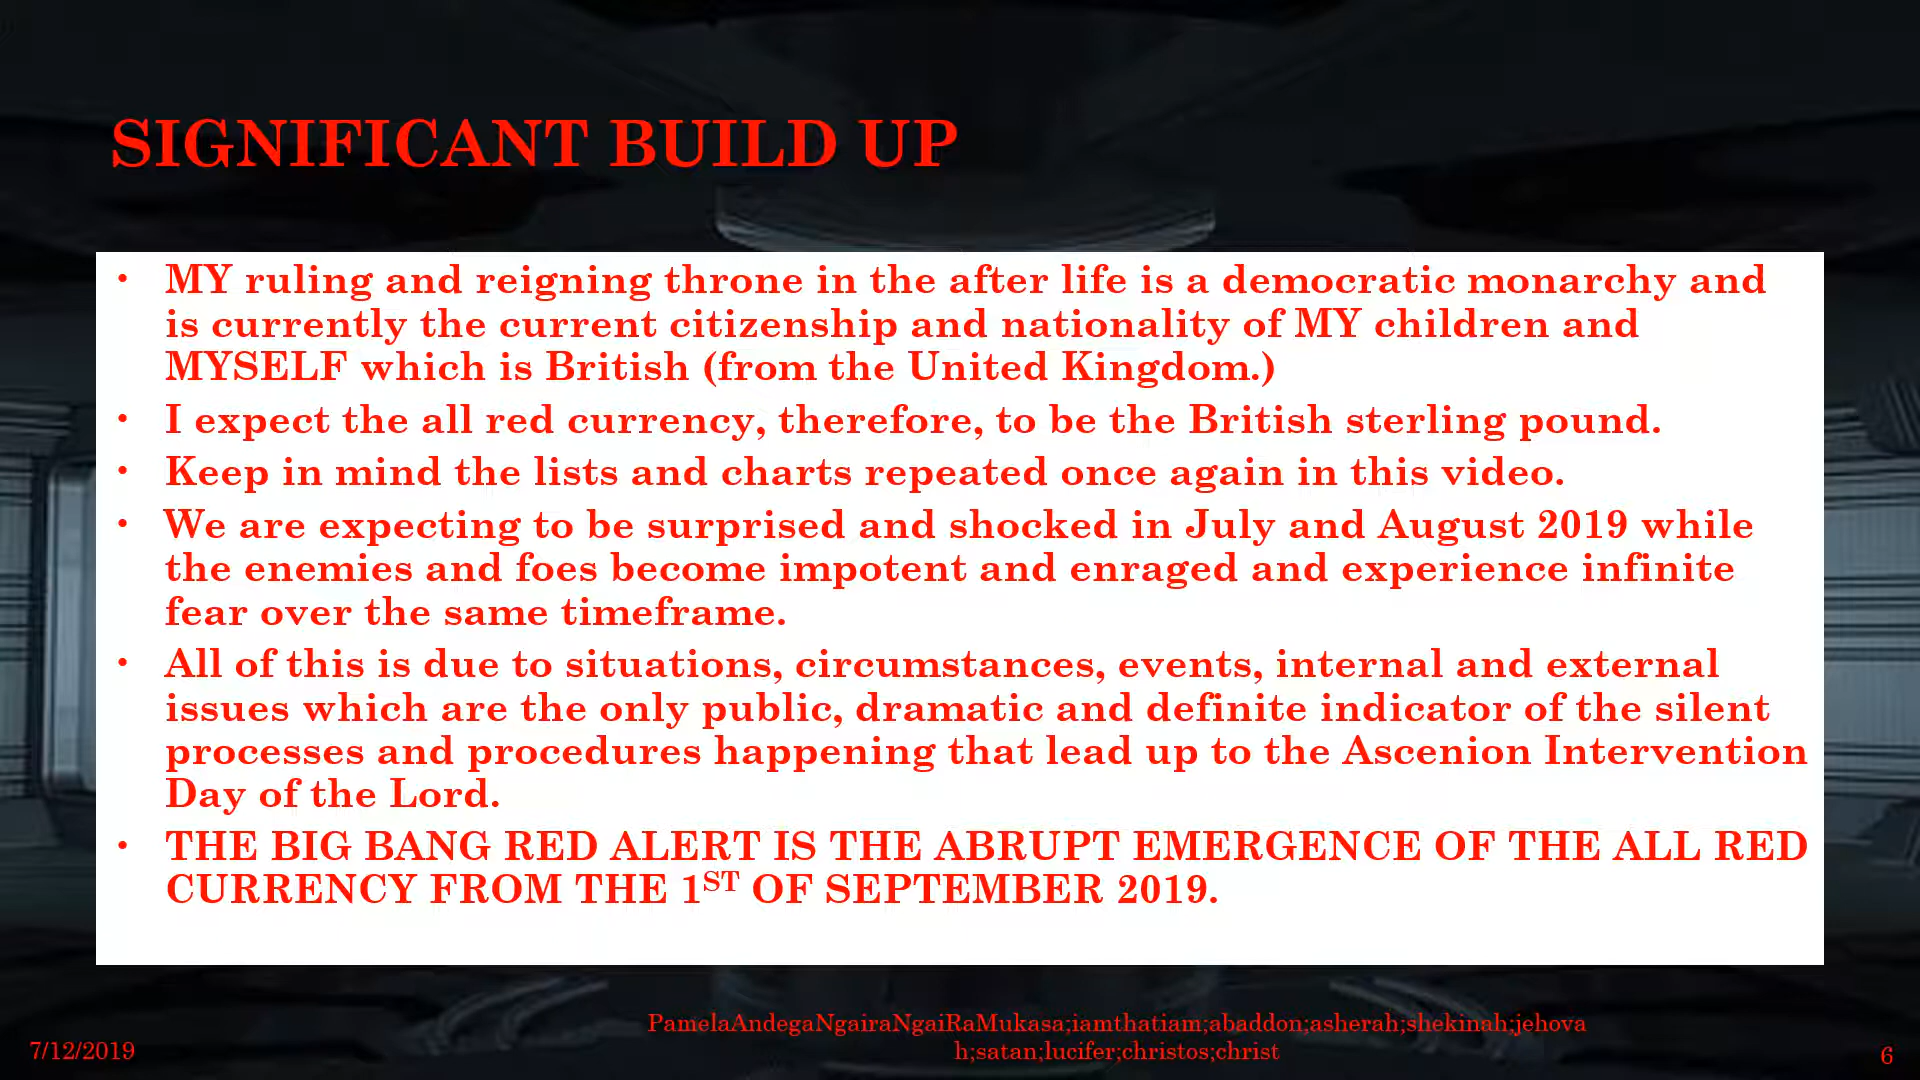 SIGNIFICANT BUILD UP
• MY ruling and reigning throne in the after life is a democratic monarchy and
is currently the current citizenship and nationality of MY children and
MYSELF which is British (from the United Kingdom.)
• I expect the all red currency, therefore, to be the British sterling pound.
• Keep in mind the lists and charts repeated once again in this video.
• We are expecting to be surprised and shocked in July and August 2019 while
the enemies and foes become impotent and enraged and experience infinite
fear over the same timeframe.
• All of this is due to situations, circumstances, events, internal and external
issues which are the only public, dramatic and definite indicator of the silent
processes and procedures happening that lead up to the Ascenion Intervention
Day of the Lord.
• THE BIG BANG RED ALERT IS THE ABRUPT EMERGENCE OF THE ALL RED
CURRENCY FROM THE 1ST OF SEPTEMBER 2019.
7/12/2019
PamelaAndegaNgairaNgaiRaMukasa;iamthatiam;abaddon;asherah;shekinah;jehova
h;satan;lucifer;christos;christ
6